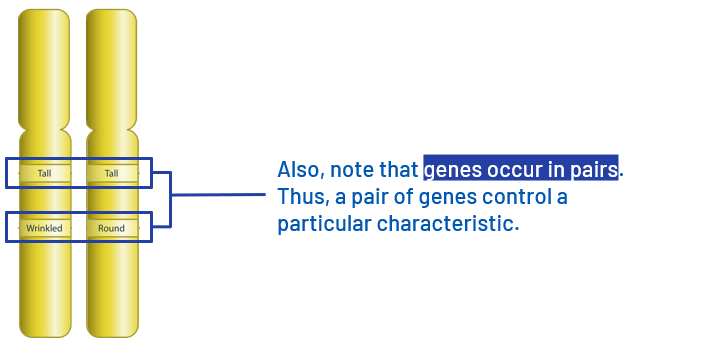 Tall Tall
Wrinkled Round
Also, note that genes occur in pairs.
Thus, a pair of genes control a
particular characteristic.